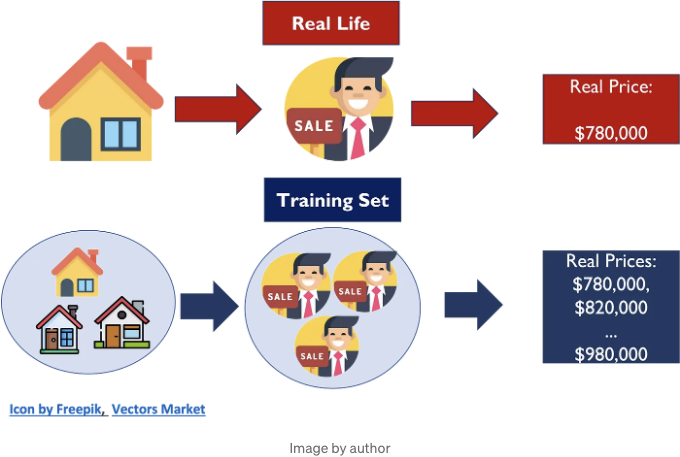 Real Life
SALE
Real Price:
$780,000
Training Set
SALE
SALE
SALE
Real Prices:
$780,000,
$820,000
...
$980,000
Icon by Freepik, Vectors Market
Image by author